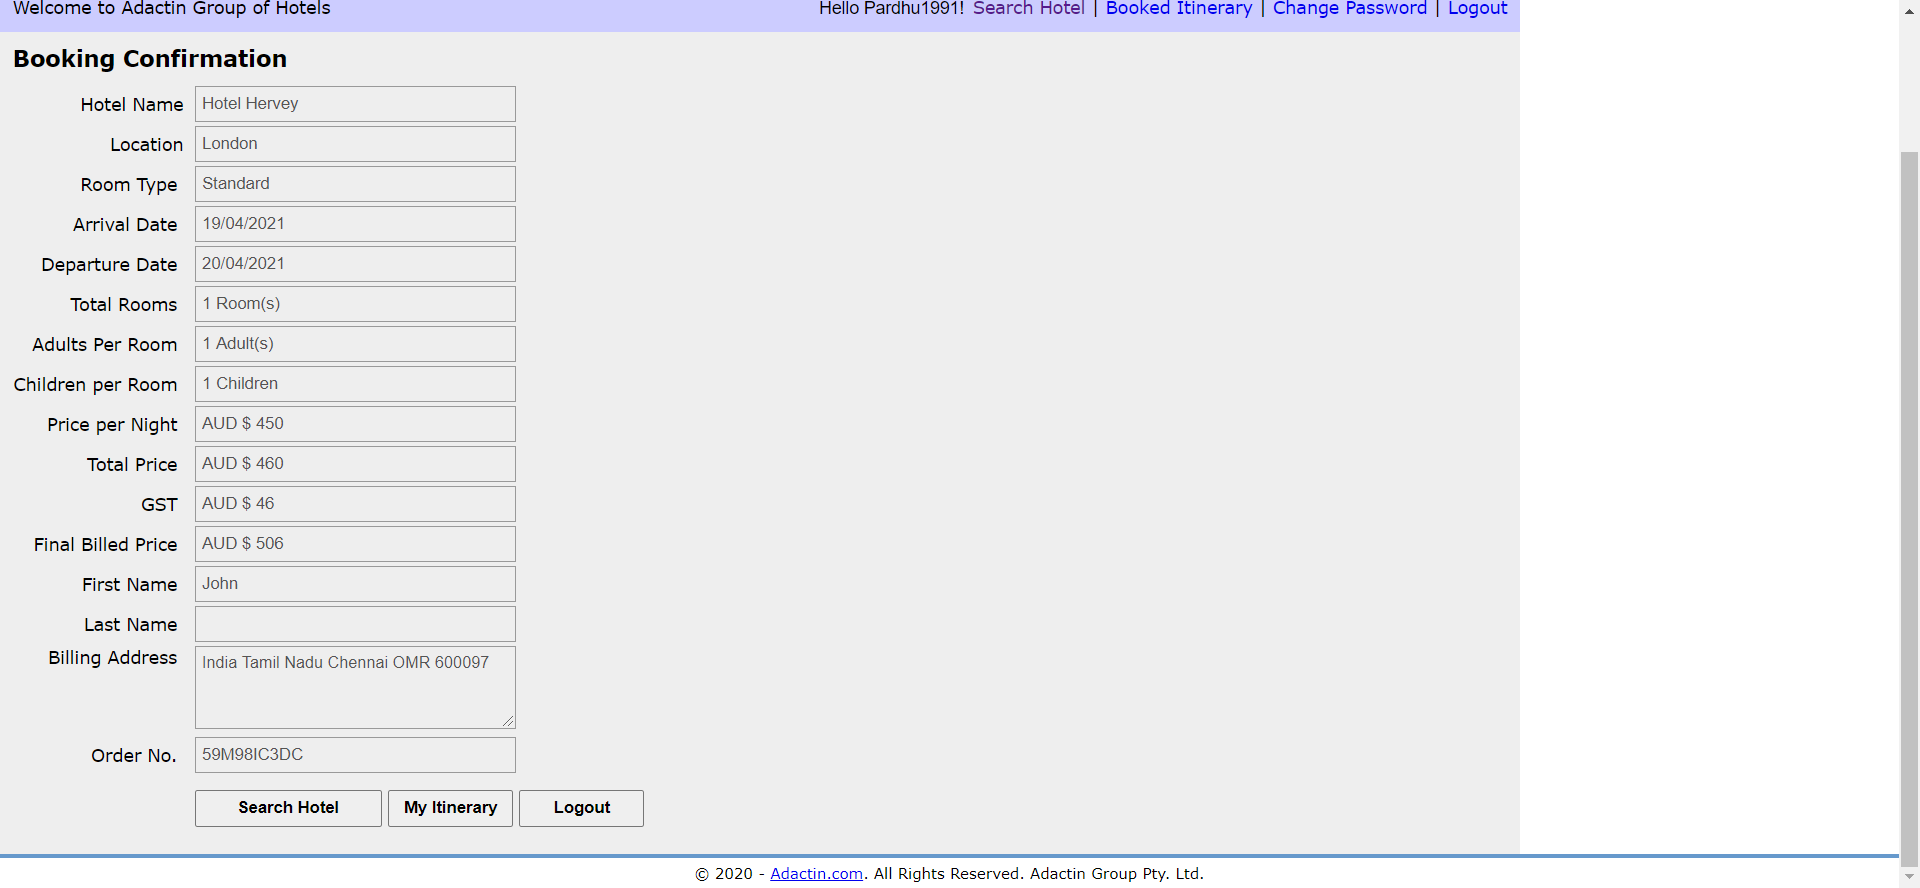 Welcome to Adactin Group of Hotels
Hello Pardhu1991! Search Hotel | Booked Itinerary | Change Password | Logout
Booking Confirmation
Hotel Name Hotel Hervey
Location London
Room Type Standard
Arrival Date 19/04/2021
Departure Date 20/04/2021
Total Rooms 1 Room(s)
Adults Per Room 1 Adult(s)
Children per Room 1 Children
Price per Night AUD $ 450
Total Price AUD $ 460
GST AUD $ 46
Final Billed Price AUD $ 506
First Name John
Last Name
Billing Address India Tamil Nadu Chennai OMR 600097
Order No. 59M98IC3DC
Search Hotel My Itinerary Logout
© 2020 - Adactin.com. All Rights Reserved. Adactin Group Pty. Ltd.